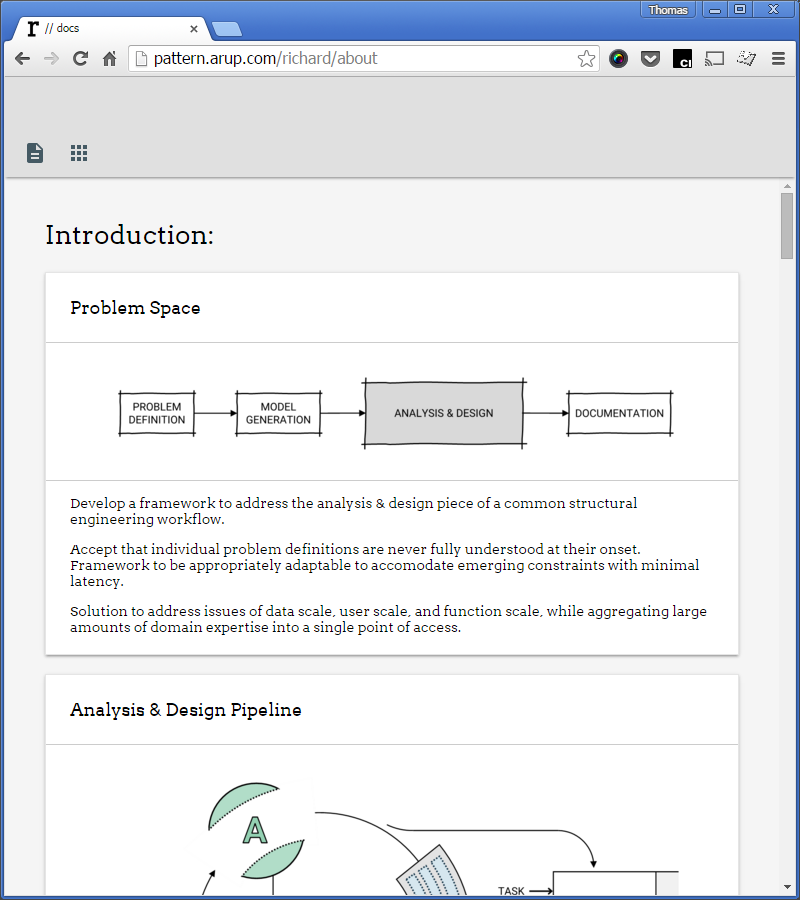 Thomas
r // docs
pattern.arup.com/richard/about
CI
Introduction:
Problem Space
PROBLEM
DEFINITION
MODEL
GENERATION
ANALYSIS & DESIGN
DOCUMENTATION
Develop a framework to address the analysis & design piece of a common structural
engineering workflow.
Accept that individual problem definitions are never fully understood at their onset.
Framework to be appropriately adaptable to accomodate emerging constraints with minimal
latency.
Solution to address issues of data scale, user scale, and function scale, while aggregating large
amounts of domain expertise into a single point of access.
Analysis & Design Pipeline
A
TASK